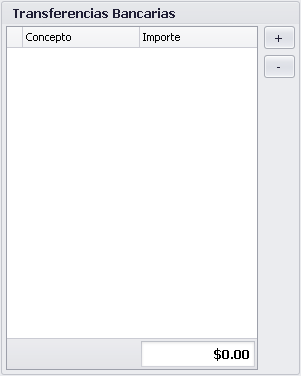 Transferencias Bancarias
Concepto Importe
+
-
$0.00